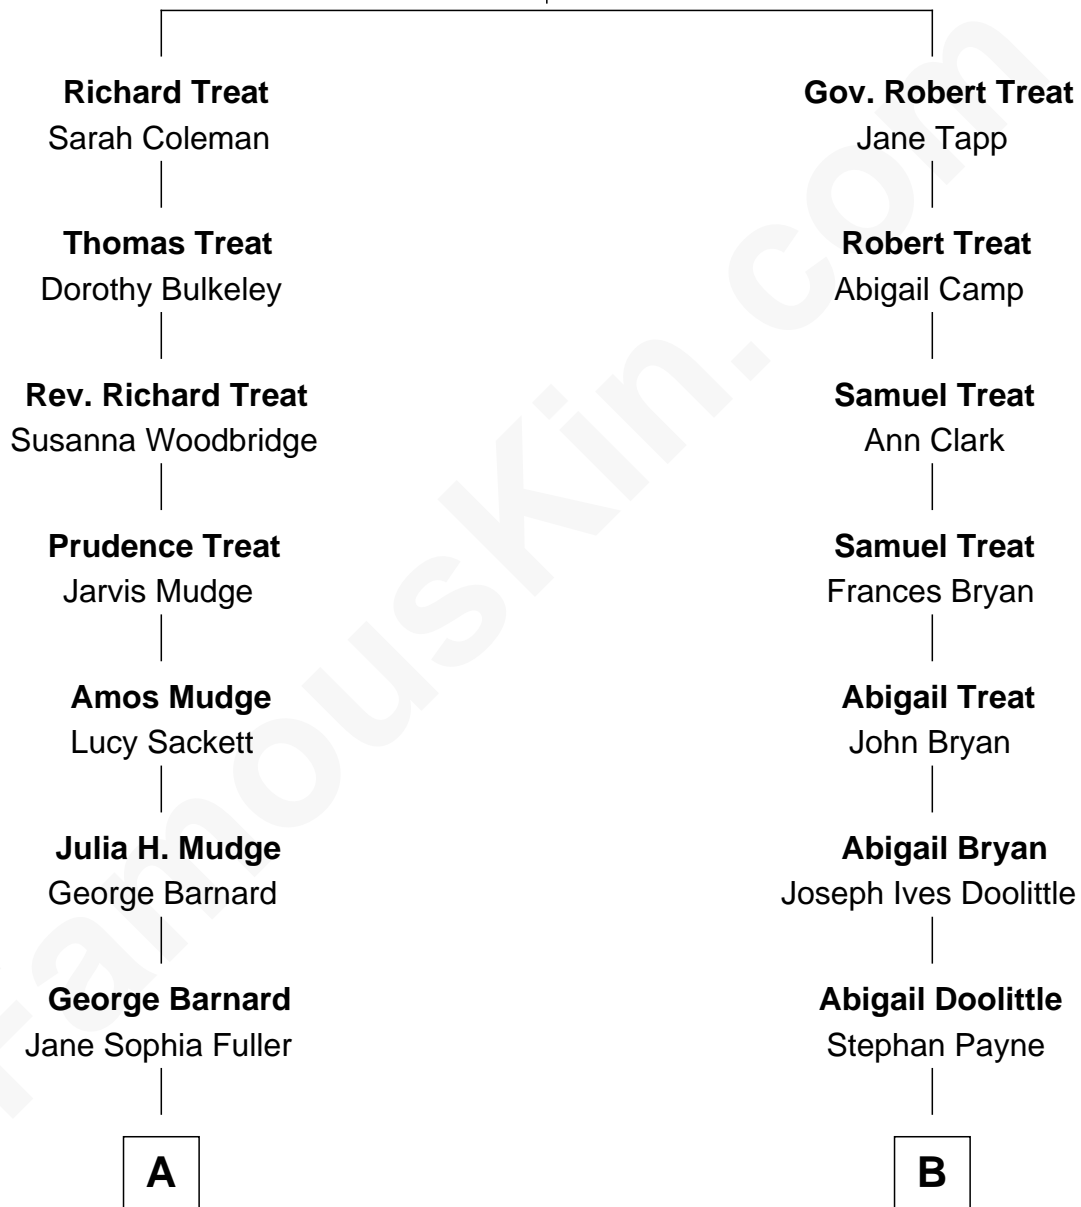 Richard Treat
Sarah Coleman
Thomas Treat
Dorothy Bulkeley
Rev. Richard Treat
Susanna Woodbridge
Prudence Treat
Jarvis Mudge
Amos Mudge
Lucy Sackett
Julia H. Mudge
George Barnard
George Barnard
Jane Sophia Fuller
A
Gov. Robert Treat
Jane Tapp
Robert Treat
Abigail Camp
Samuel Treat
Ann Clark
Samuel Treat
Frances Bryan
Abigail Treat
John Bryan
Abigail Bryan
Joseph Ives Doolittle
Abigail Doolittle
Stephan Payne
B
FamousKin.com